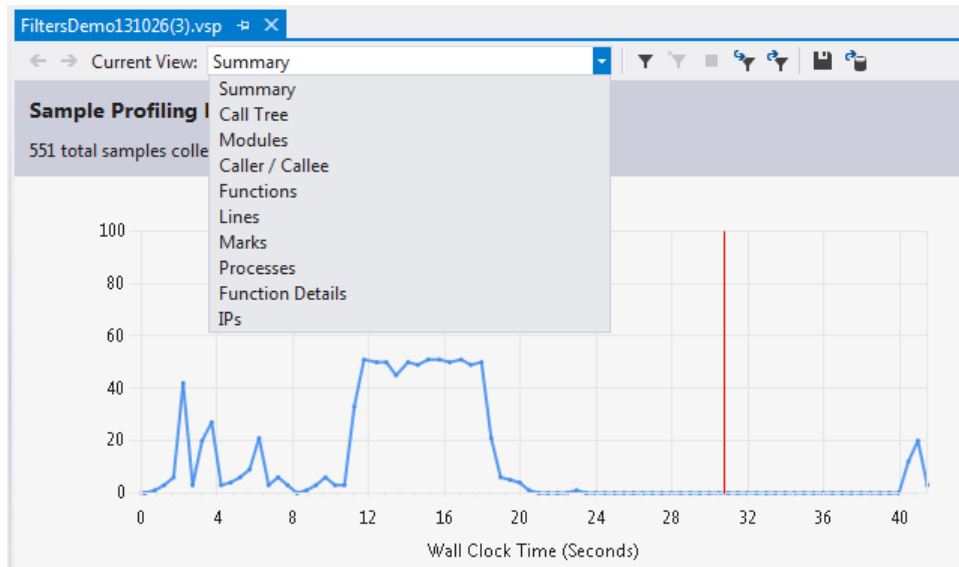 FiltersDemo131026(3).vsp
Current View: Summary
Summary
Call Tree
Modules
Caller / Callee
Functions
Lines
Marks
Processes
Function Details
IPs
Sample Profiling
551 total samples colle
100
80
60
40
20
0
0 4 8 12 16 20 24 28 32 36 40
Wall Clock Time (Seconds)